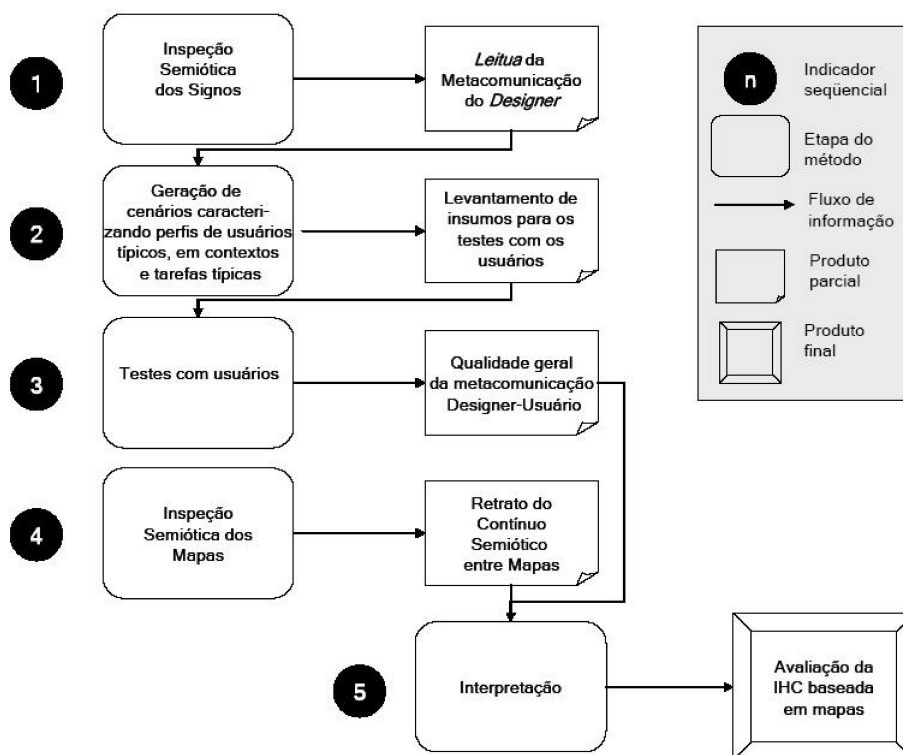 1
Inspeção
Semiótica
dos Signos
Leitua da
Metacomunicação
do Designer
2
Geração de
cenários caracteri-
zando perfis de usuários
típicos, em contextos
e tarefas típicas
Levantamento de
insumos para os
testes com os
usuários
3
Testes com usuários
Qualidade geral
da metacomunicação
Designer-Usuário
4
Inspeção
Semiótica dos
Mapas
Retrato do
Contínuo
Semiótico
entre Mapas
5
Interpretação
Avaliação da
IHC baseada
em mapas
n
Indicador
seqüencial
Etapa do
método
Fluxo de
informação
Produto
parcial
Produto
final